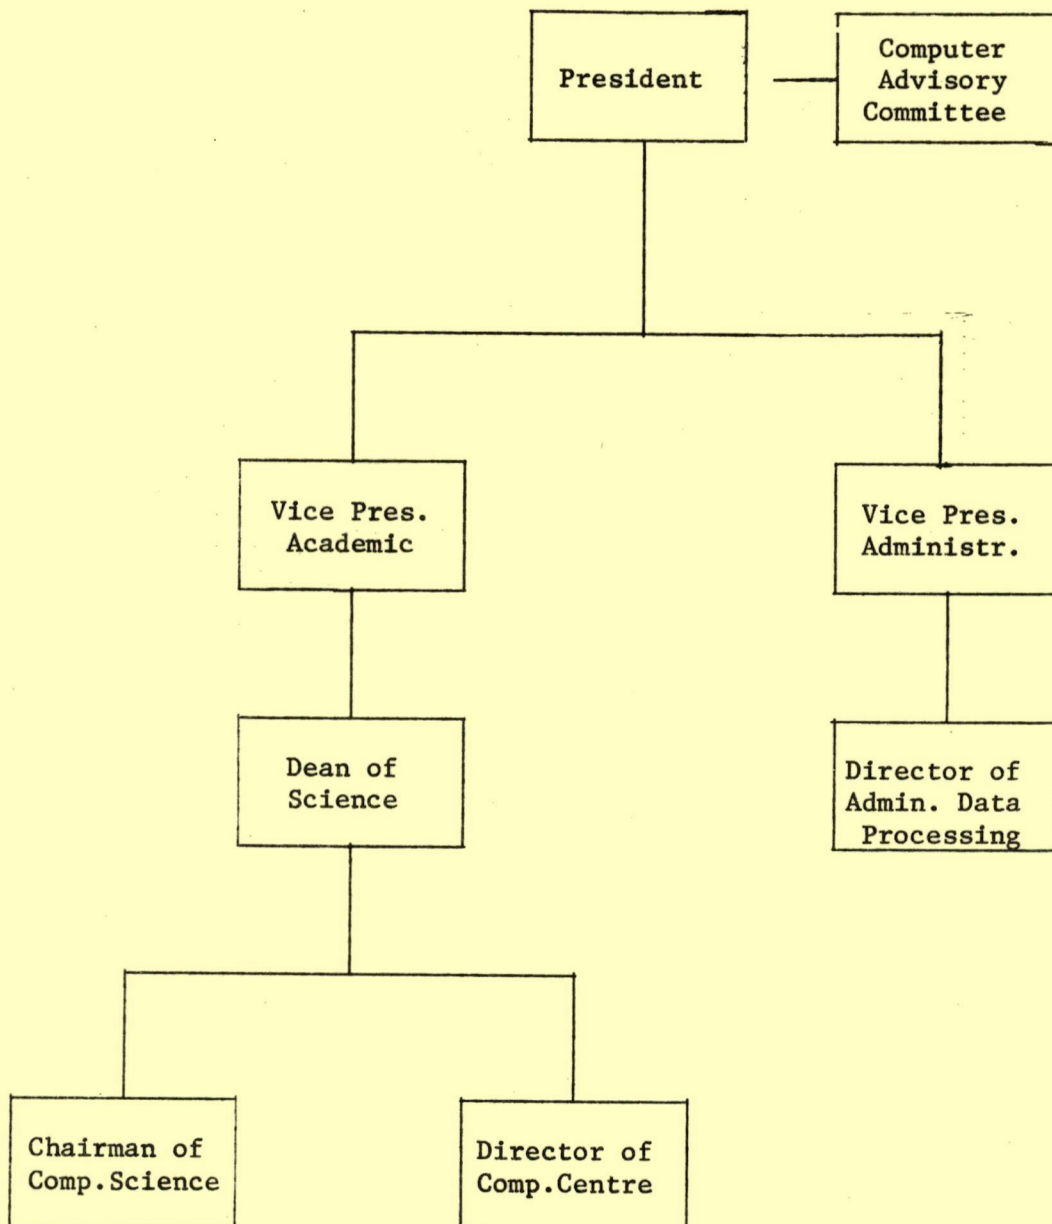 President
Computer
Advisory
Committee
Vice Pres.
Academic
Vice Pres.
Administr.
Dean of
Science
Director of
Admin. Data
Processing
Chairman of
Comp.Science
Director of
Comp.Centre